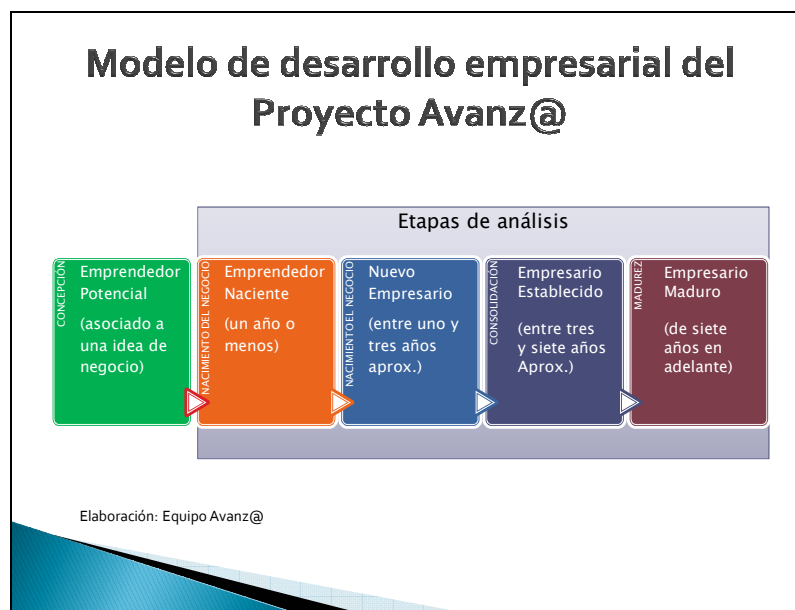 Modelo de desarrollo empresarial del
Proyecto Avanz@
Etapas de análisis
CONCEPCIÓN
Emprendedor
Potencial
(asociado a
una idea de
negocio)
NACIMIENTO DEL NEGOCIO
Emprendedor
Naciente
(un año o
menos)
NACIMIENTO EL NEGOCIO
Nuevo
Empresario
(entre uno y
tres años
aprox.)
CONSOLIDACIÓN
Empresario
Establecido
(entre tres
y siete años
Aprox.)
MADUREZ
Empresario
Maduro
(de siete
años en
adelante)
Elaboración: Equipo Avanz@